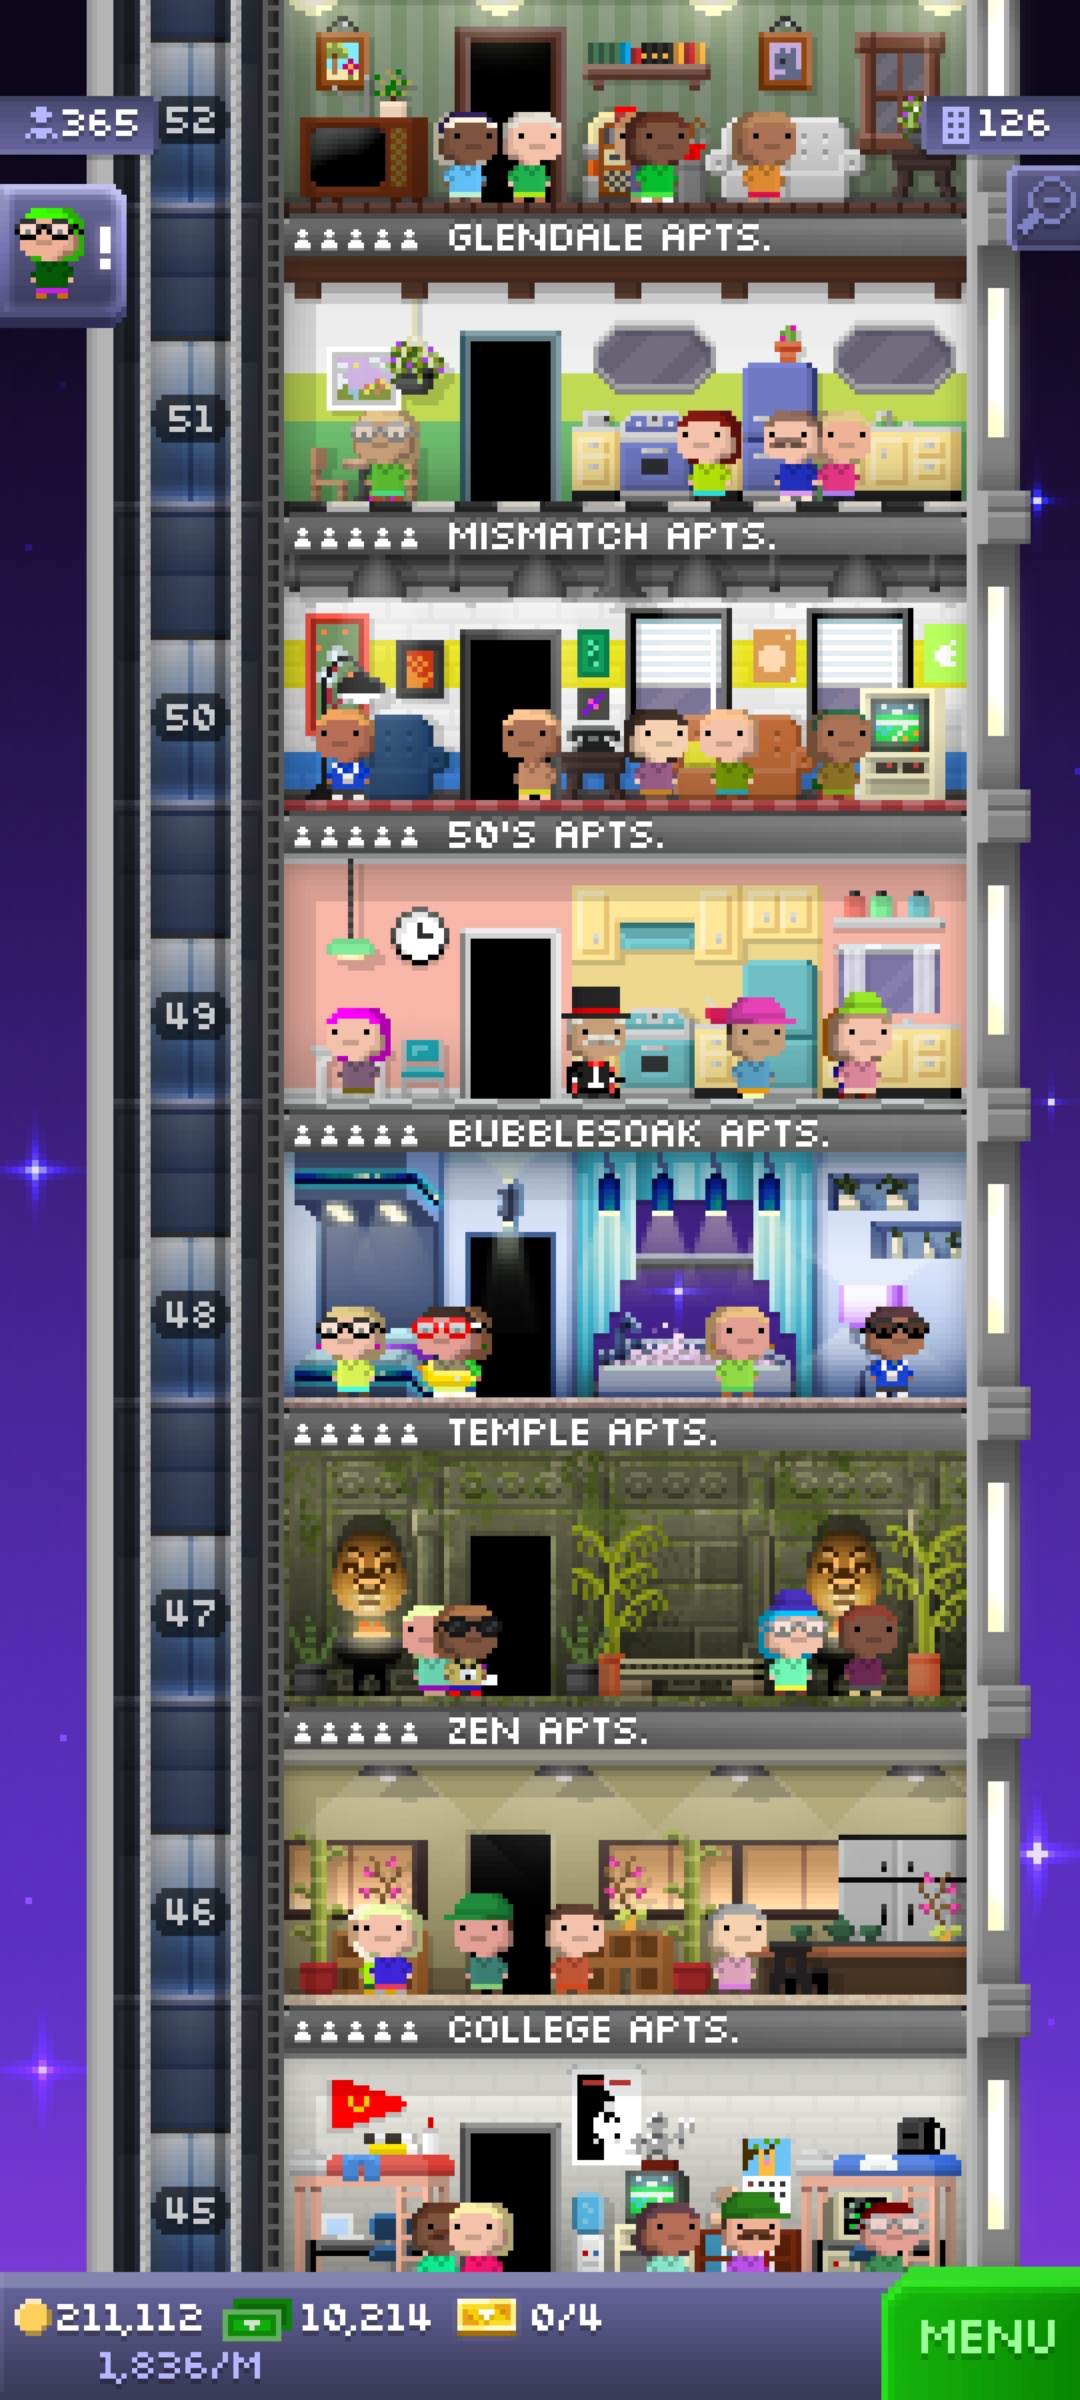 365
52
126
!
GLENDALE APTS.
51
MISMATCH APTS.
50
50'S APTS.
49
BUBBLESOAK APTS.
48
TEMPLE APTS.
47
ZEN APTS.
46
COLLEGE APTS.
45
211,112 10,214 0/4
1,836/M
MENU